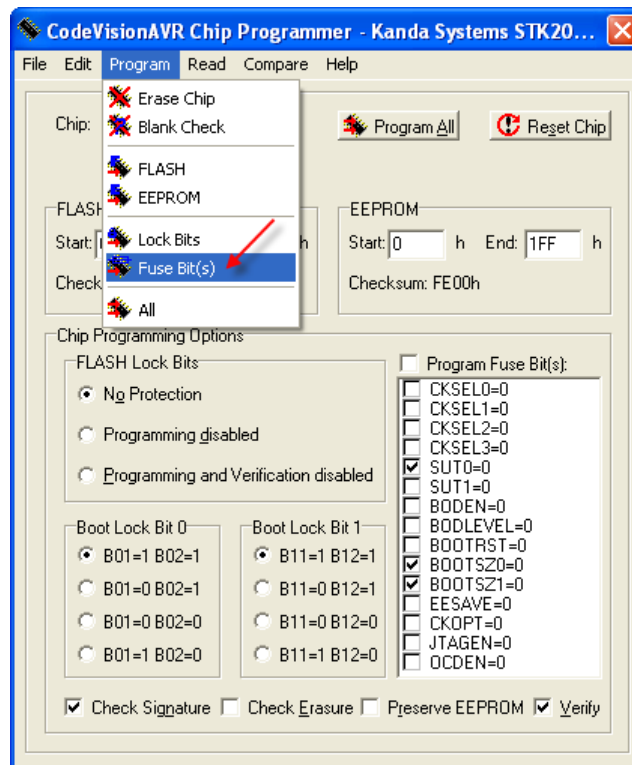 CodeVisionAVR Chip Programmer - Kanda Systems STK20...
File Edit Program Read Compare Help
Erase Chip
Blank Check
FLASH
EEPROM
Lock Bits
Fuse Bit(s)
All
Chip:
Program All
Reset Chip
FLASH
Start: h
Check
EEPROM
Start: 0 h End: 1FF h
Checksum: FE00h
Chip Programming Options
FLASH Lock Bits
No Protection
Programming disabled
Programming and Verification disabled
Boot Lock Bit 0
B01=1 B02=1
B01=0 B02=1
B01=0 B02=0
B01=1 B02=0
Boot Lock Bit 1
B11=1 B12=1
B11=0 B12=1
B11=0 B12=0
B11=1 B12=0
Program Fuse Bit(s):
CKSEL0=0
CKSEL1=0
CKSEL2=0
CKSEL3=0
SUT0=0
SUT1=0
BODEN=0
BODLEVEL=0
BOOTRST=0
BOOTSZ0=0
BOOTSZ1=0
EESAVE=0
CKOPT=0
JTAGEN=0
OCDEN=0
Check Signature Check Erasure Preserve EEPROM Verify